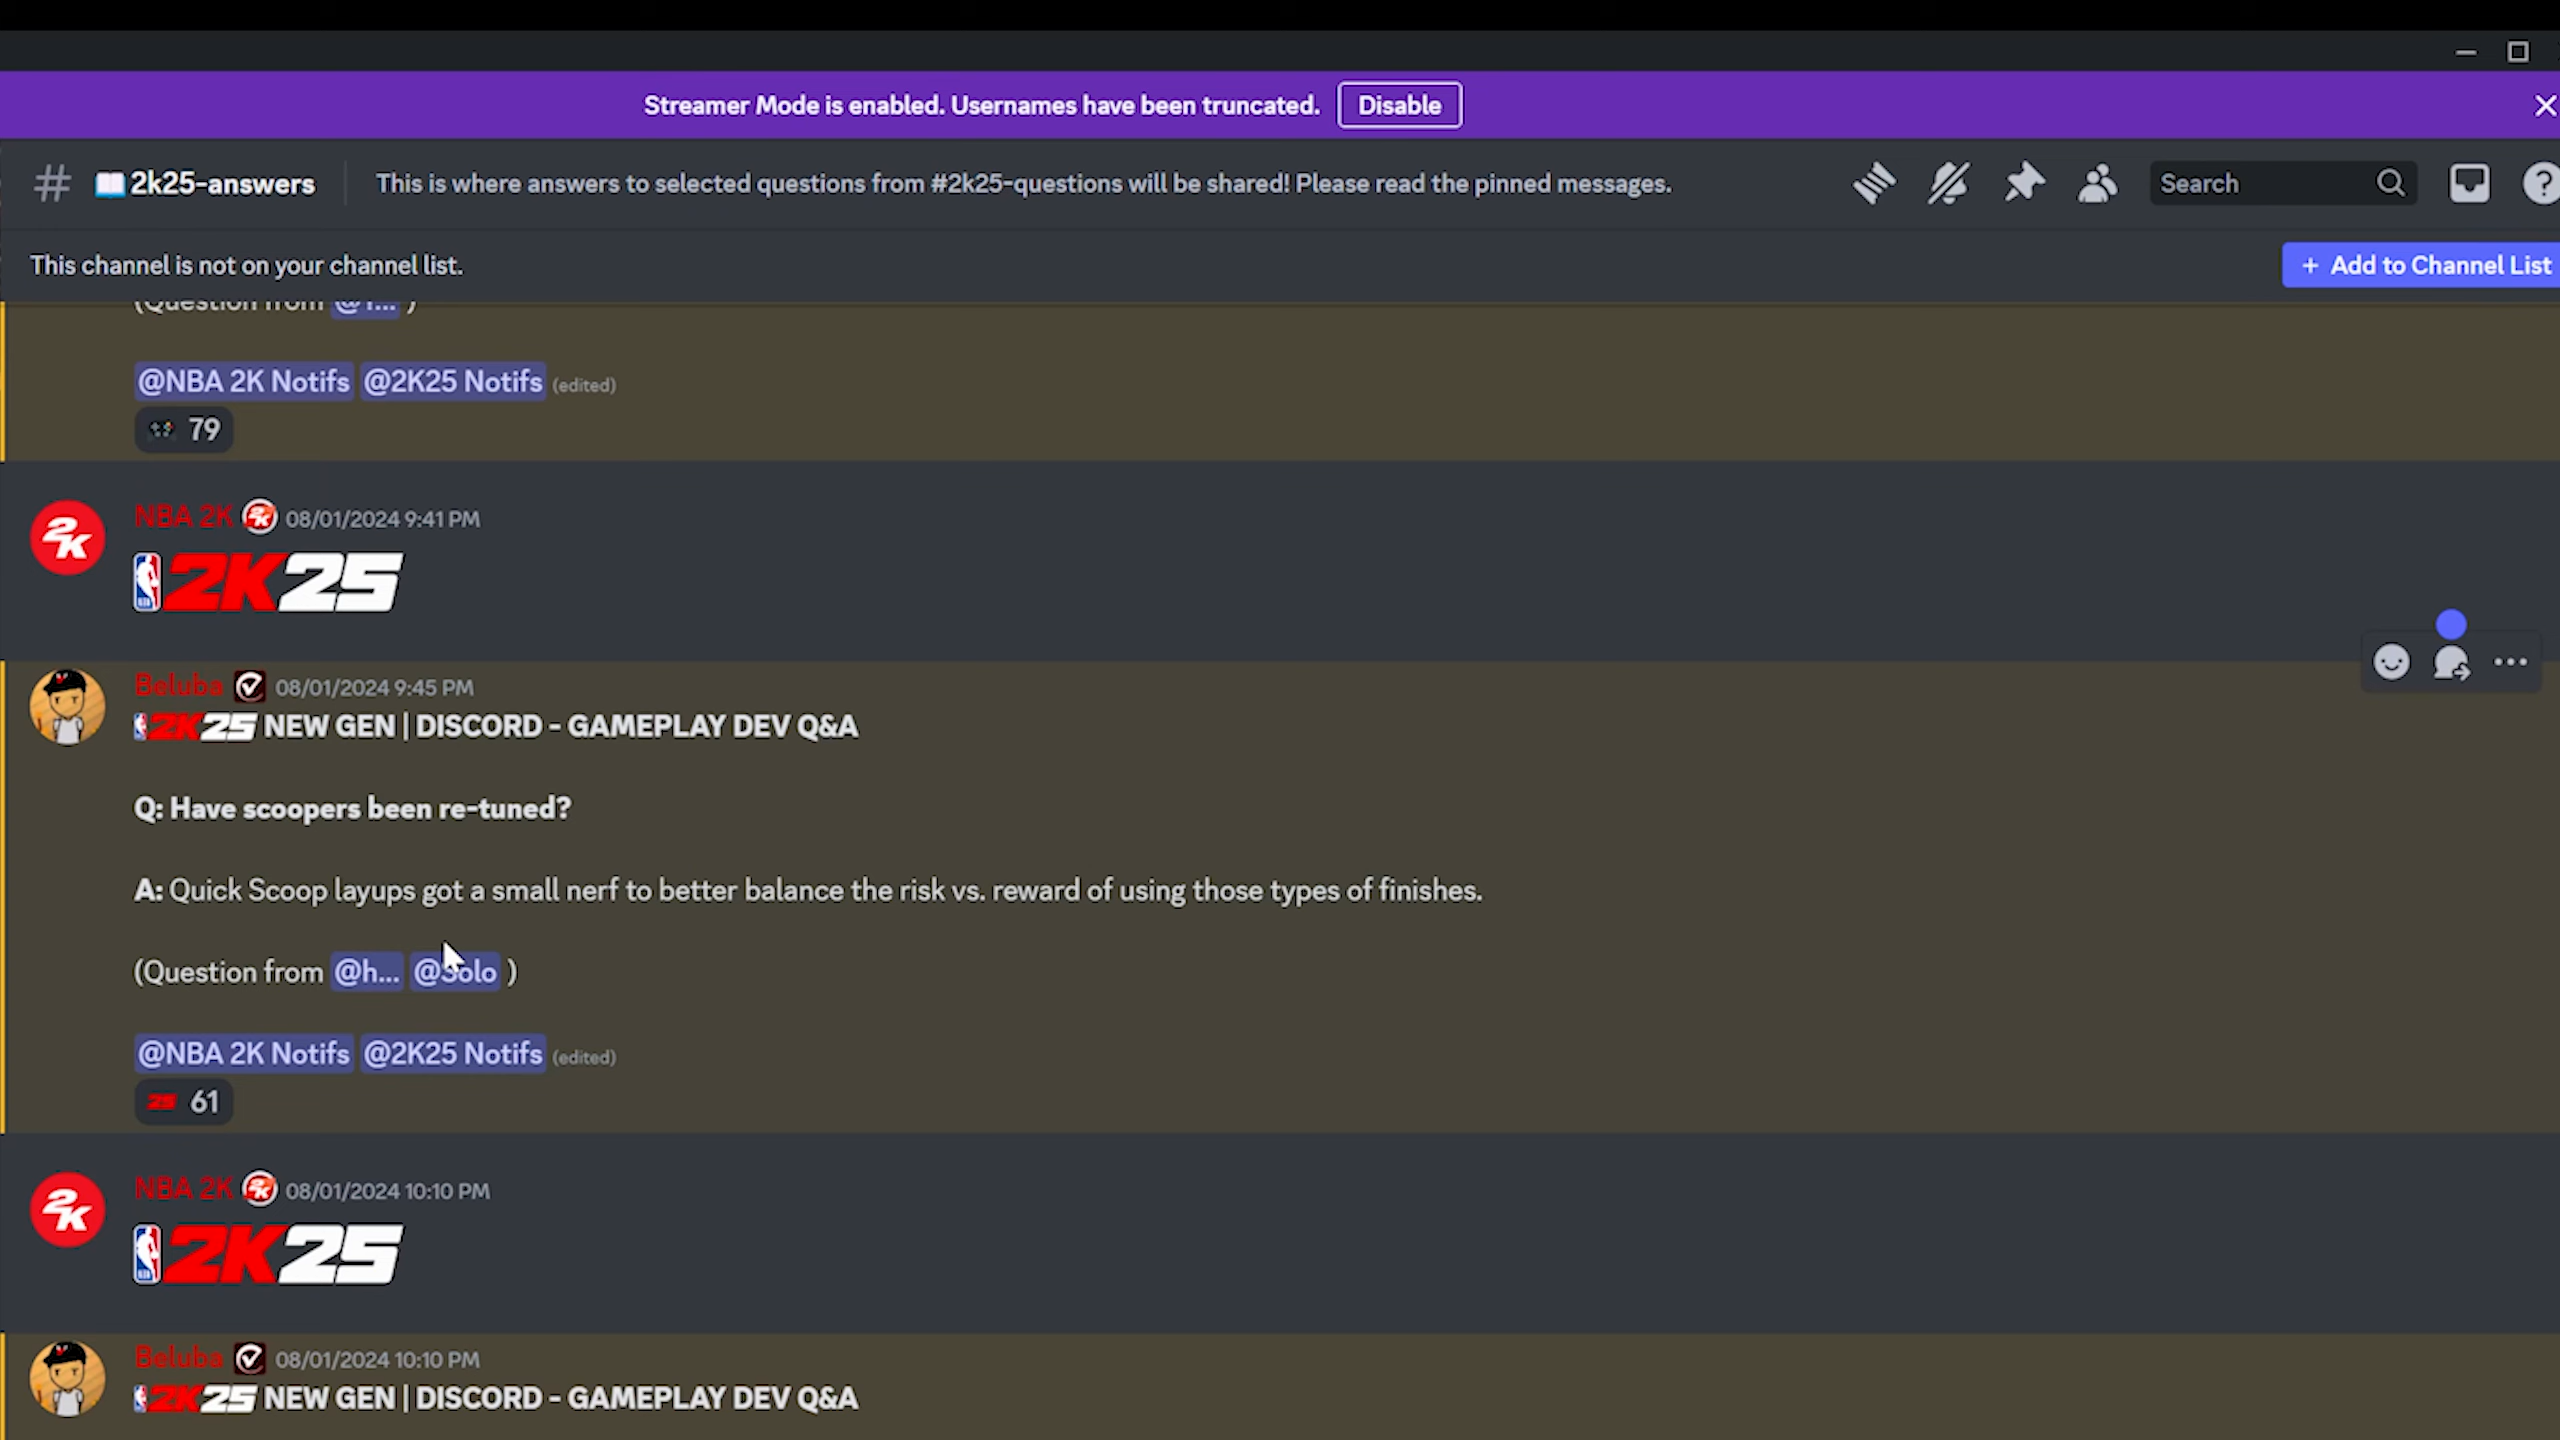 Streamer Mode is enabled. Usernames have been truncated. Disable
2k25-answers This is where answers to selected questions from #2k25-questions will be shared! Please read the pinned messages. Search
This channel is not on your channel list. + Add to Channel List
(Question from @1... )
@NBA 2K Notifs @2K25 Notifs (edited)
79
NBA 2K 08/01/2024 9:41 PM
2K25
Beluba 08/01/2024 9:45 PM
2K25 NEW GEN | DISCORD - GAMEPLAY DEV Q&A
Q: Have scoopers been re-tuned?
A: Quick Scoop layups got a small nerf to better balance the risk vs. reward of using those types of finishes.
(Question from @h... @Solo )
@NBA 2K Notifs @2K25 Notifs (edited)
25 61
NBA 2K 08/01/2024 10:10 PM
2K25
Beluba 08/01/2024 10:10 PM
2K25 NEW GEN | DISCORD - GAMEPLAY DEV Q&A